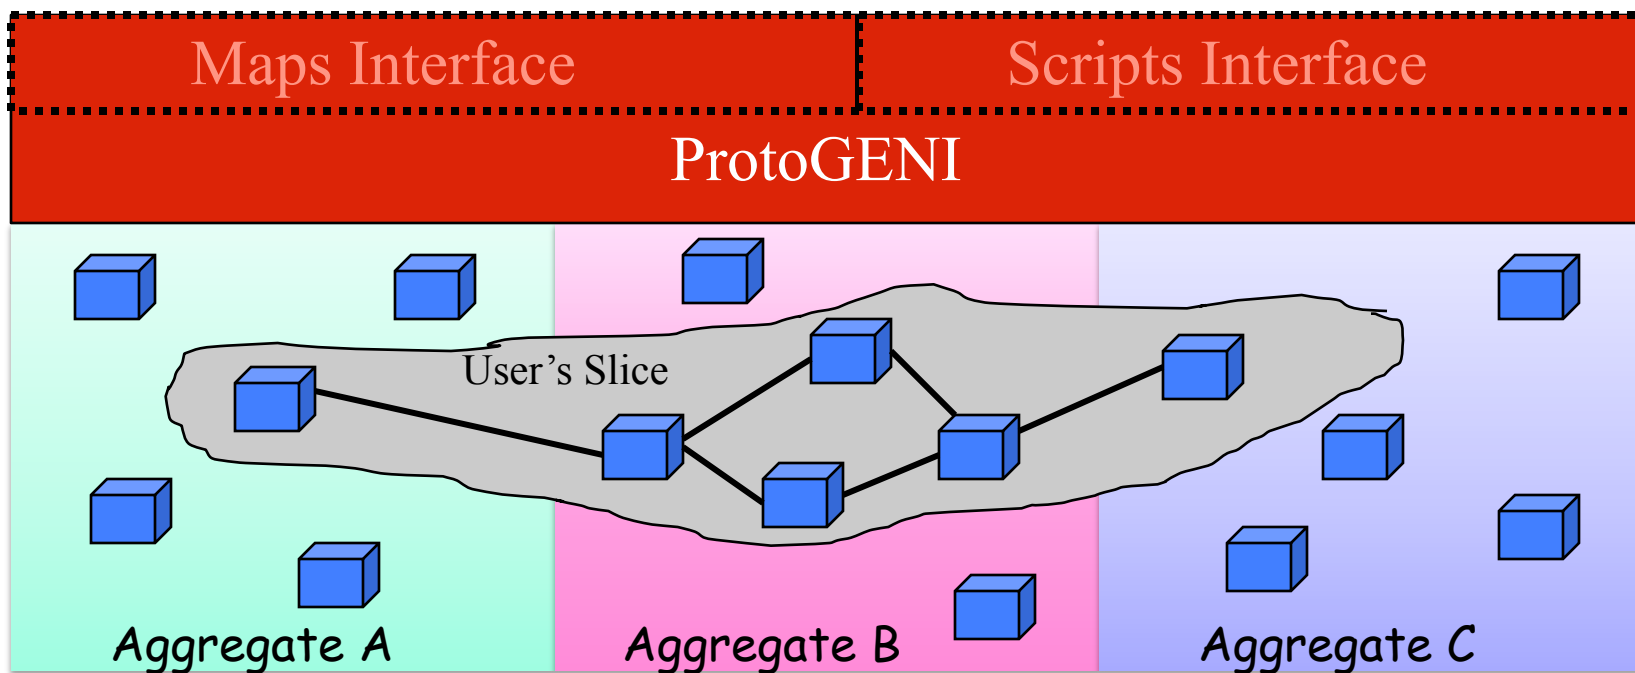 Maps Interface
Scripts Interface
ProtoGENI
User’s Slice
Aggregate A
Aggregate B
Aggregate C